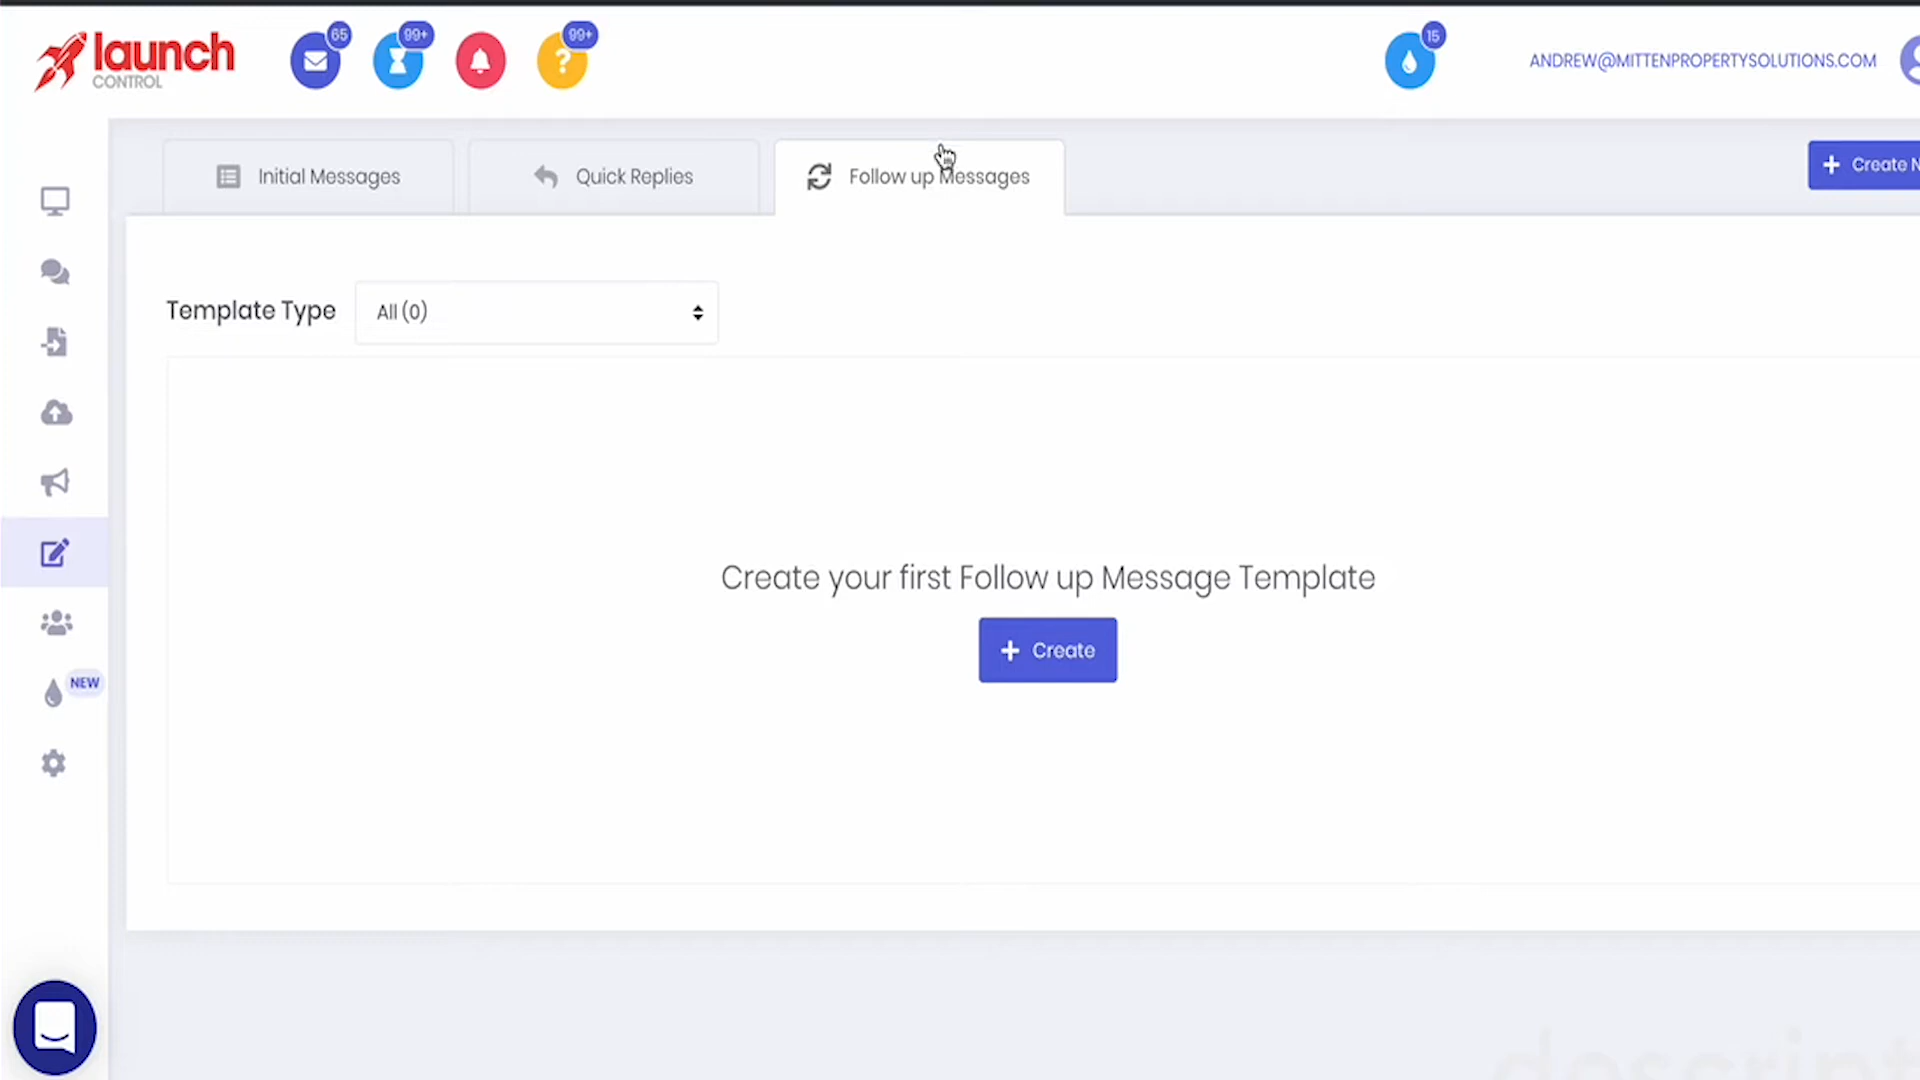 launch
CONTROL
65
99+
99+
?
15
ANDREW@MITTENPROPERTYSOLUTIONS.COM
Initial Messages
Quick Replies
Follow up Messages
+ Create N
Template Type
All (0)
Create your first Follow up Message Template
+ Create
NEW
descript